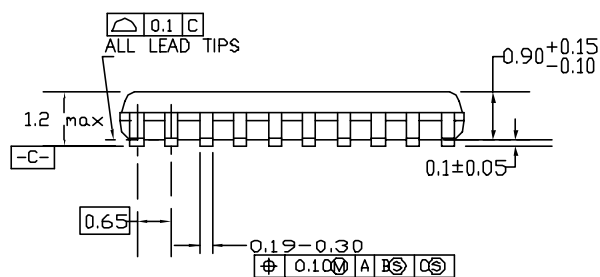 ⌓ 0.1 C
ALL LEAD TIPS
0.90 +0.15 -0.10
1.2 max
-C-
0.1±0.05
0.65
0.19-0.30
⌖ 0.10Ⓜ A BⓈ CⓈ